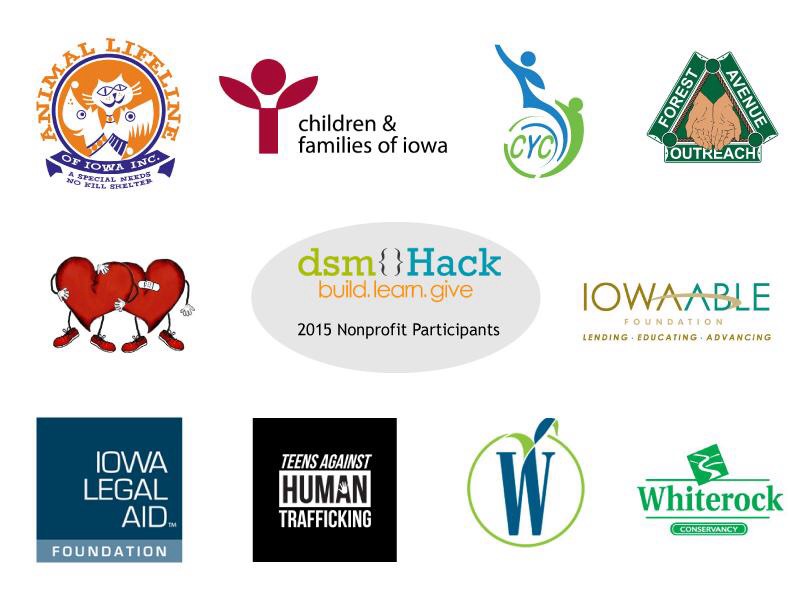 ANIMAL LIFELINE
OF IOWA INC.
A SPECIAL NEEDS
NO KILL SHELTER
children &
families of iowa
CYC
FOREST AVENUE
OUTREACH
dsm{}Hack
build.learn.give
2015 Nonprofit Participants
IOWAABLE
FOUNDATION
LENDING · EDUCATING · ADVANCING
IOWA
LEGAL
AID™
FOUNDATION
TEENS AGAINST
HUMAN
TRAFFICKING
W
Whiterock
CONSERVANCY